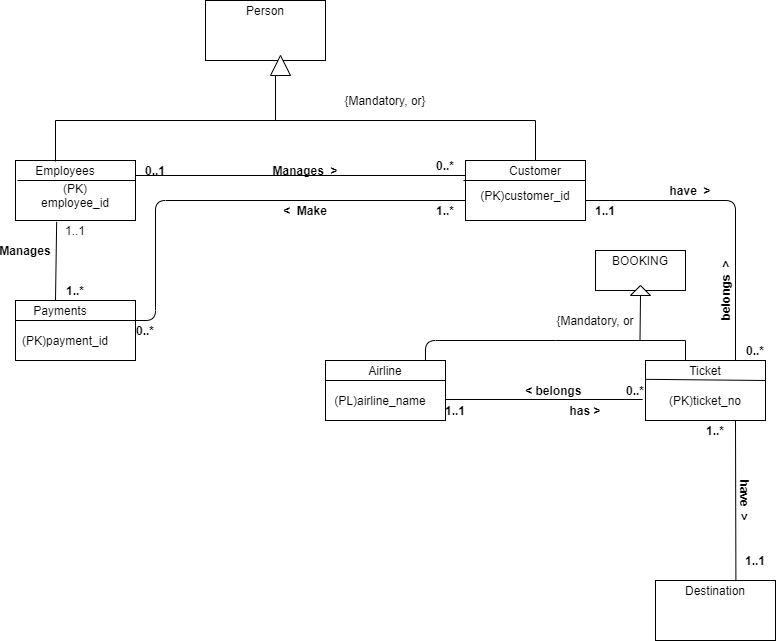 Person
{Mandatory, or}
Employees
(PK)
employee_id
0..1
Manages >
0..*
Customer
(PK)customer_id
have >
1..1
< Make
1..*
1..1
Manages
1..*
Payments
(PK)payment_id
0..*
BOOKING
belongs >
{Mandatory, or
0..*
Airline
(PL)airline_name
1..1
< belongs
has >
0..*
Ticket
(PK)ticket_no
1..*
have >
1..1
Destination